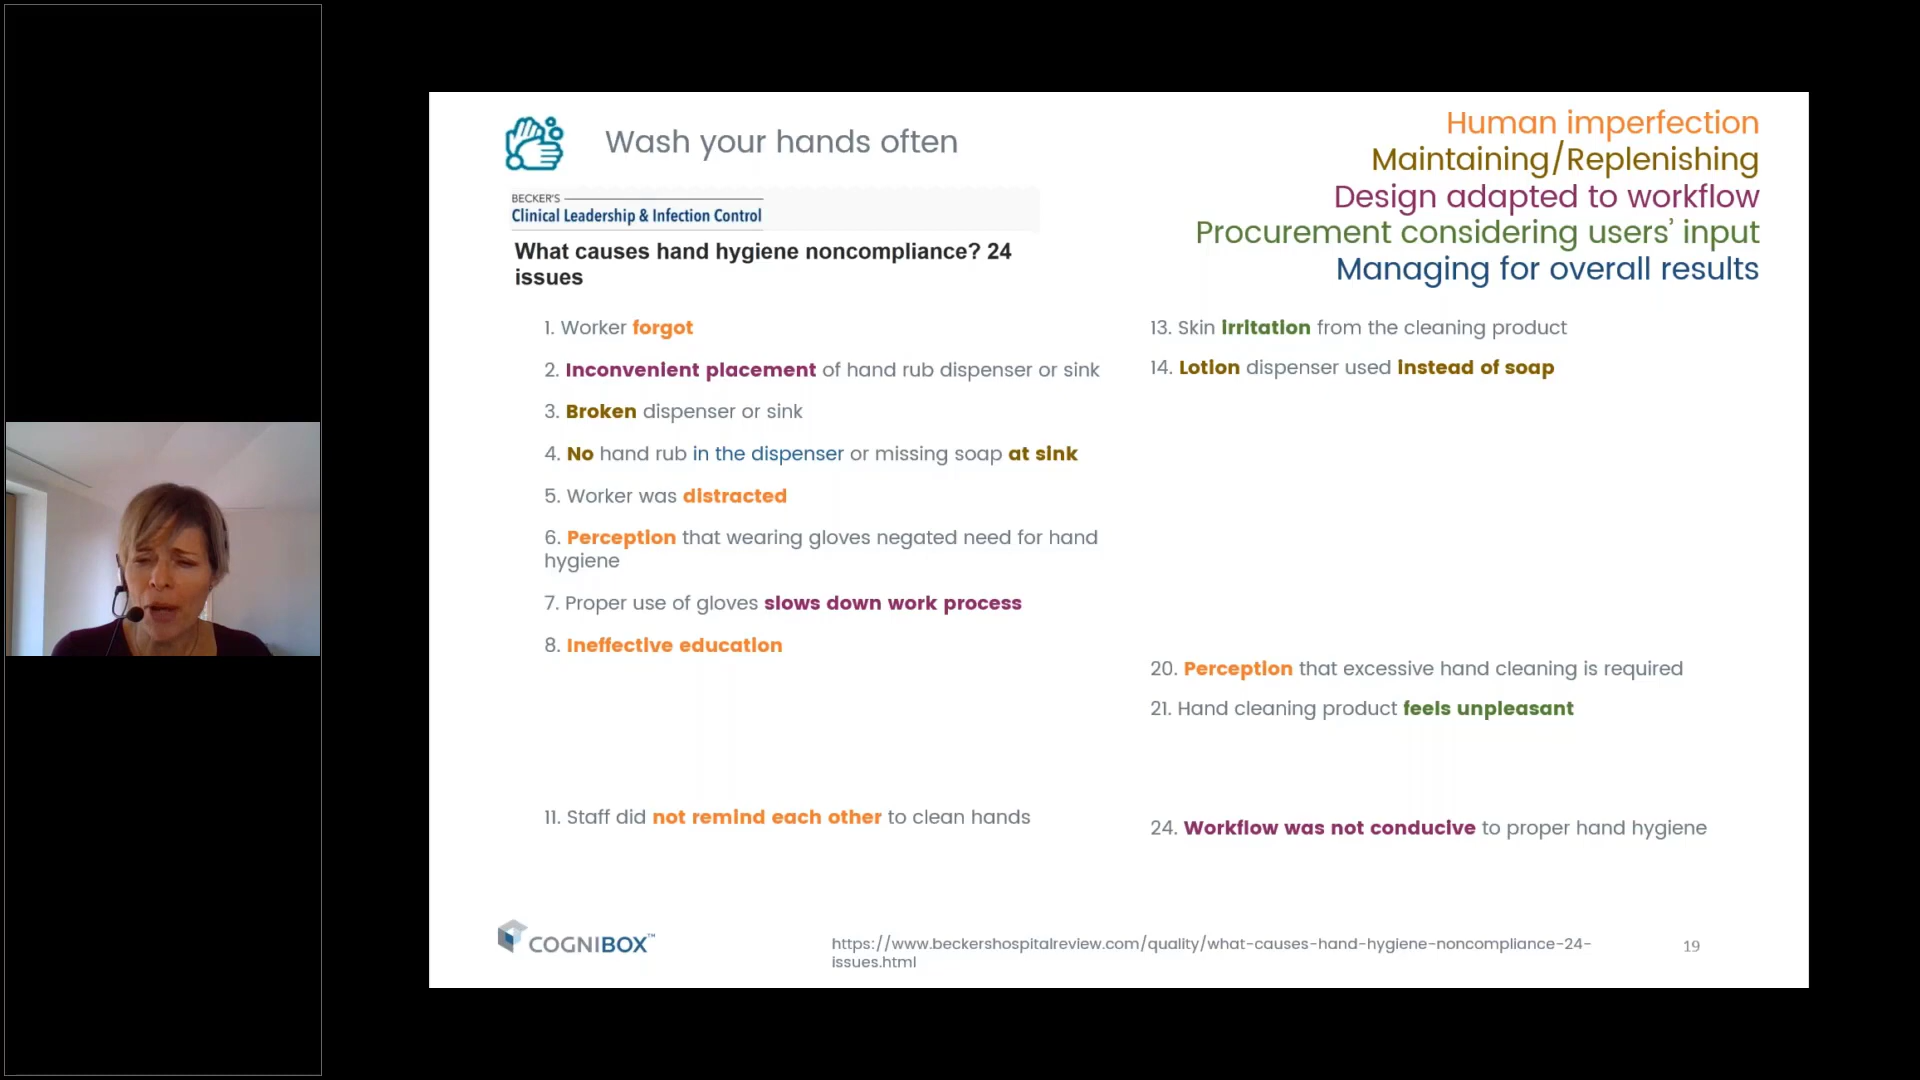 Wash your hands often
BECKER'S
Clinical Leadership & Infection Control
What causes hand hygiene noncompliance? 24
issues
Human imperfection
Maintaining/Replenishing
Design adapted to workflow
Procurement considering users' input
Managing for overall results
1. Worker forgot
2. Inconvenient placement of hand rub dispenser or sink
3. Broken dispenser or sink
4. No hand rub in the dispenser or missing soap at sink
5. Worker was distracted
6. Perception that wearing gloves negated need for hand
hygiene
7. Proper use of gloves slows down work process
8. Ineffective education
11. Staff did not remind each other to clean hands
13. Skin irritation from the cleaning product
14. Lotion dispenser used instead of soap
20. Perception that excessive hand cleaning is required
21. Hand cleaning product feels unpleasant
24. Workflow was not conducive to proper hand hygiene
COGNIBOX™
https://www.beckershospitalreview.com/quality/what-causes-hand-hygiene-noncompliance-24-
issues.html
19